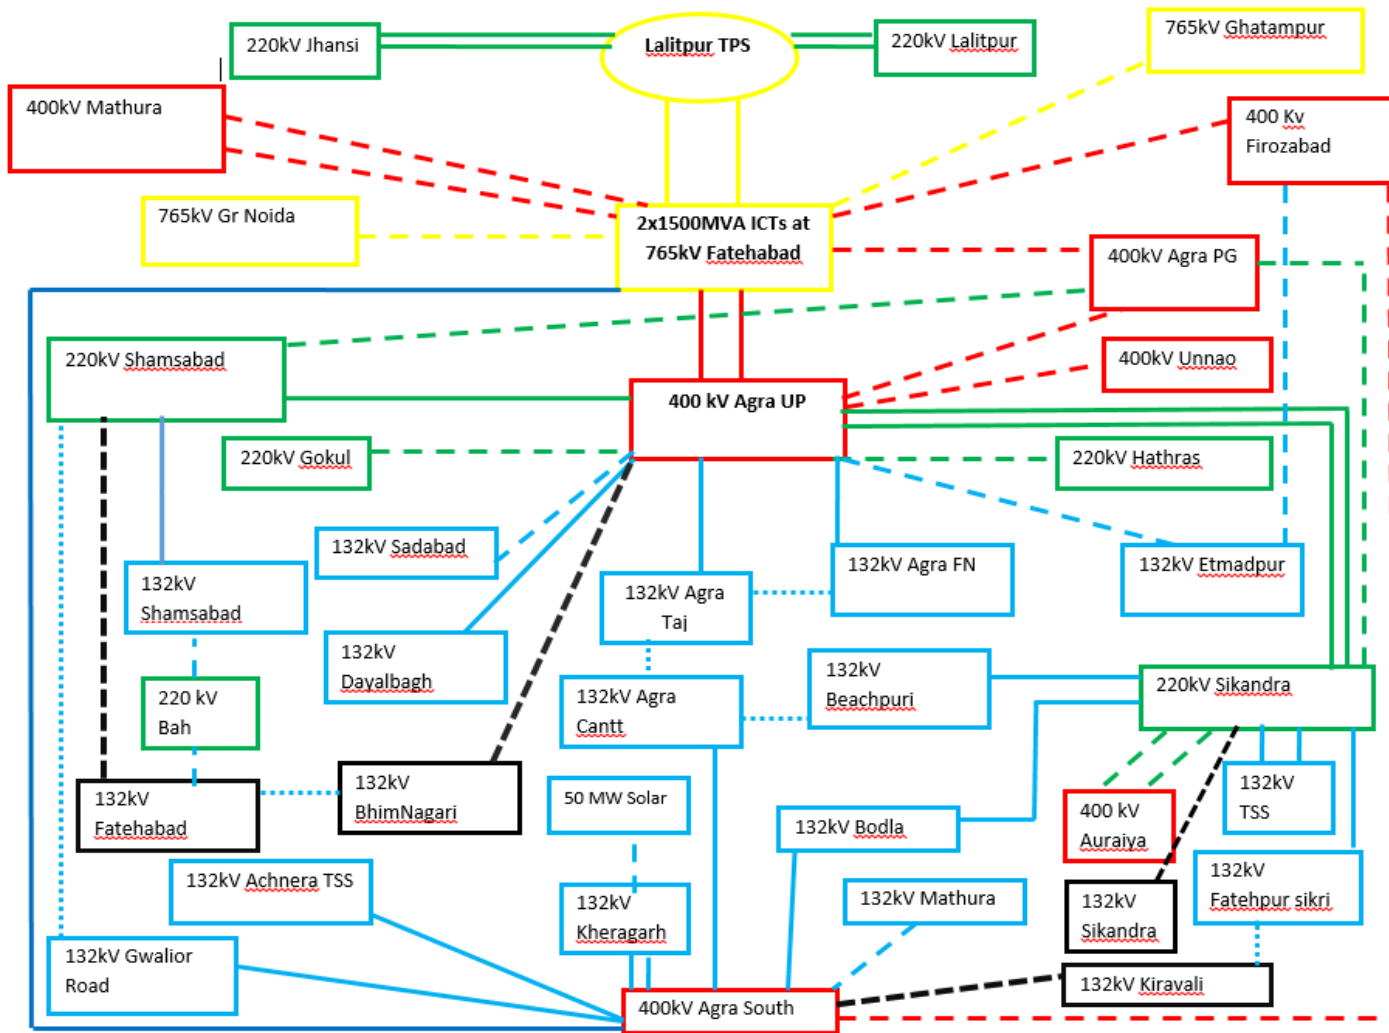 220kV Jhansi
Lalitpur TPS
220kV Lalitpur
765kV Ghatampur
400kV Mathura
400 Kv
Firozabad
765kV Gr Noida
2x1500MVA ICTs at
765kV Fatehabad
400kV Agra PG
220kV Shamsabad
400kV Unnao
400 kV Agra UP
220kV Gokul
220kV Hathras
132kV Sadabad
132kV Agra FN
132kV Etmadpur
132kV
Shamsabad
132kV Agra
Taj
132kV
Dayalbagh
132kV
Beachpuri
220kV Sikandra
220 kV
Bah
132kV Agra
Cantt
132kV
Fatehabad
132kV
BhimNagari
50 MW Solar
132kV Bodla
400 kV
Auraiya
132kV
TSS
132kV Achnera TSS
132kV
Kheragarh
132kV Mathura
132kV
Sikandra
132kV
Fatehpur sikri
132kV Gwalior
Road
132kV Kiravali
400kV Agra South